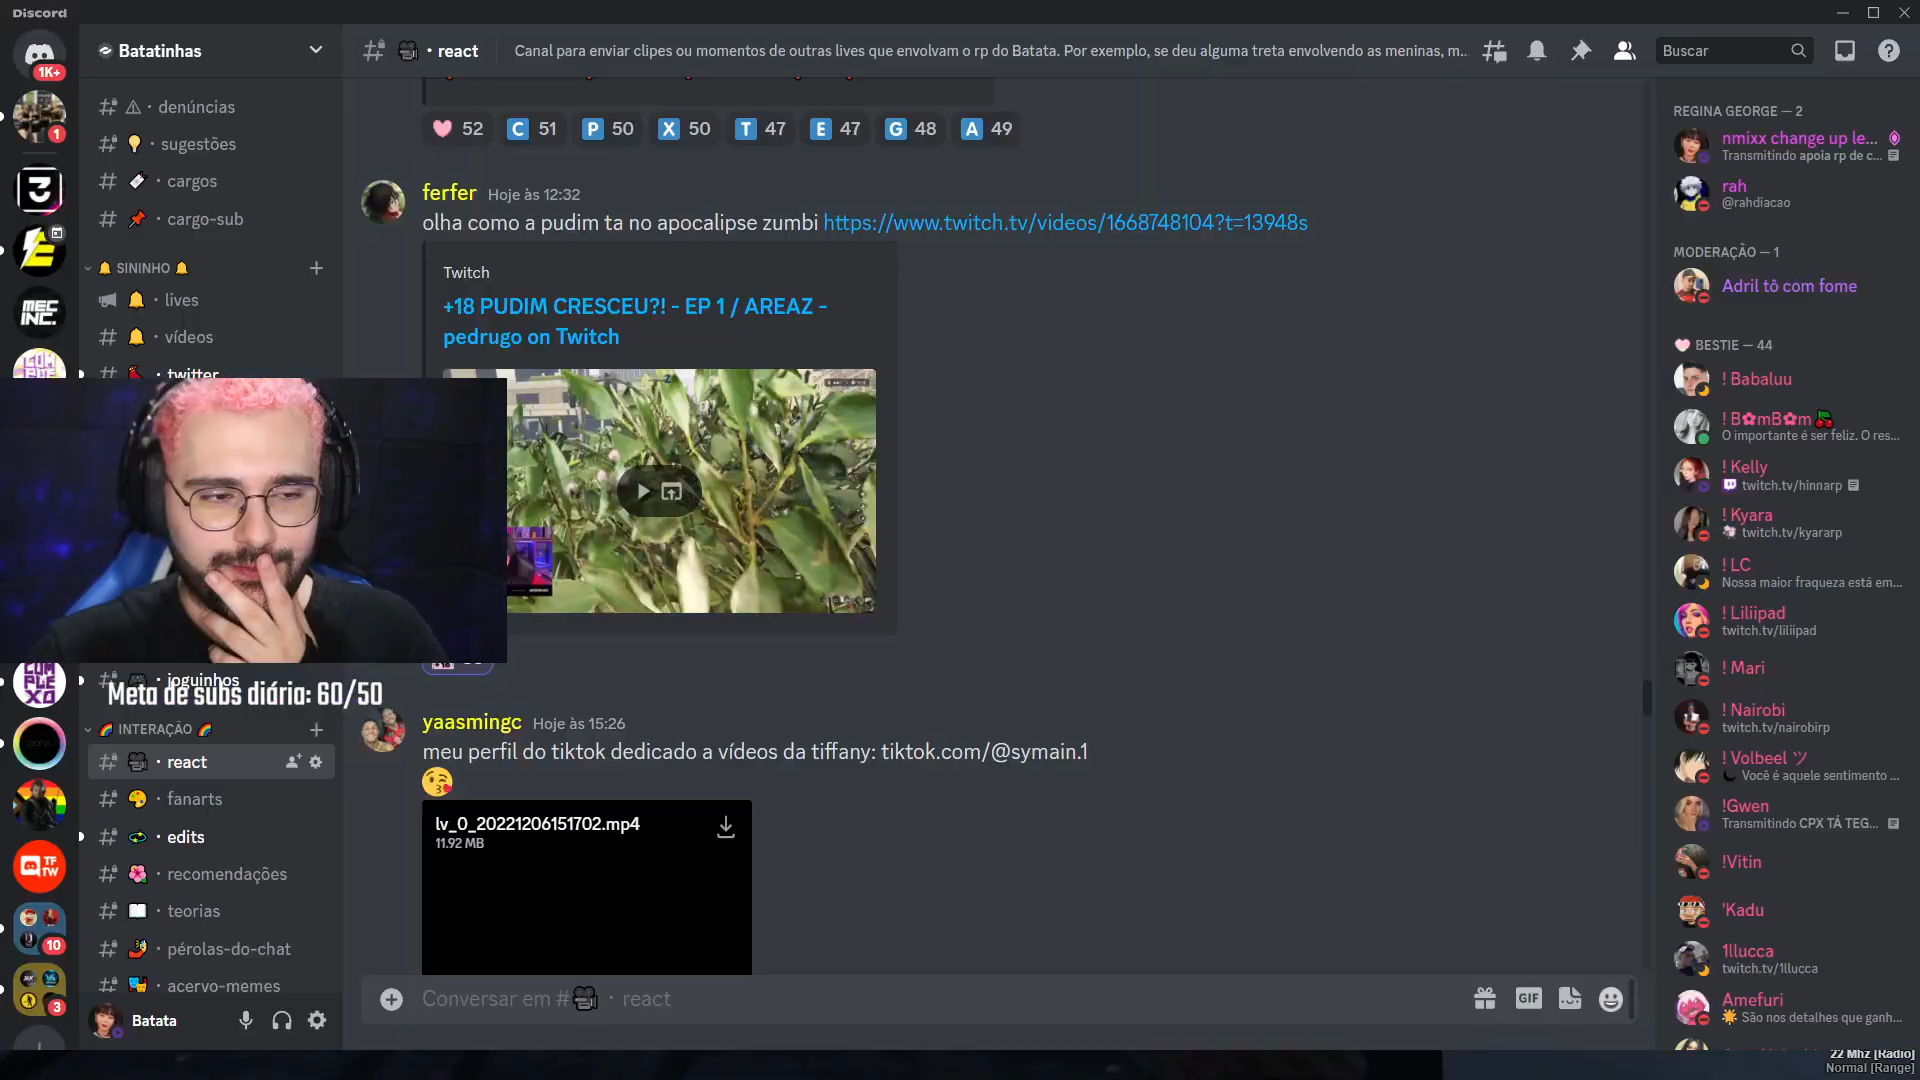 Discord
Batatinhas
· react
Canal para enviar clipes ou momentos de outras lives que envolvam o rp do Batata. Por exemplo, se deu alguma treta envolvendo as meninas, m...
Buscar
1K+
1
MEC INC.
10
3
TF TW
· denúncias
· sugestões
· cargos
· cargo-sub
SININHO
lives
vídeos
twitter
joguinhos
Meta de subs diária: 60/50
INTERAÇÃO
· react
· fanarts
· edits
· recomendações
· teorias
· pérolas-do-chat
· acervo-memes
Batata
52 C 51 P 50 X 50 T 47 E 47 G 48 A 49
ferfer Hoje às 12:32
olha como a pudim ta no apocalipse zumbi https://www.twitch.tv/videos/1668748104?t=13948s
Twitch
+18 PUDIM CRESCEU?! - EP 1 / AREAZ -
pedrugo on Twitch
yaasmingc Hoje às 15:26
meu perfil do tiktok dedicado a vídeos da tiffany: tiktok.com/@symain.1
lv_0_20221206151702.mp4
11.92 MB
Conversar em # · react
GIF
REGINA GEORGE — 2
nmixx change up le...
Transmitindo apoia rp de c...
rah
@rahdiacao
MODERAÇÃO — 1
Adril tô com fome
BESTIE — 44
! Babaluu
! B✿mB✿m🍒
O importante é ser feliz. O res...
! Kelly
twitch.tv/hinnarp
! Kyara
twitch.tv/kyararp
! LC
Nossa maior fraqueza está em...
! Liliipad
twitch.tv/liliipad
! Mari
! Nairobi
twitch.tv/nairobirp
! Volbeel ツ
Você é aquele sentimento ...
!Gwen
Transmitindo CPX TÁ TEG...
!Vitin
'Kadu
1llucca
twitch.tv/1llucca
Amefuri
São nos detalhes que ganh...
22 Mhz [Radio]
Normal [Range]